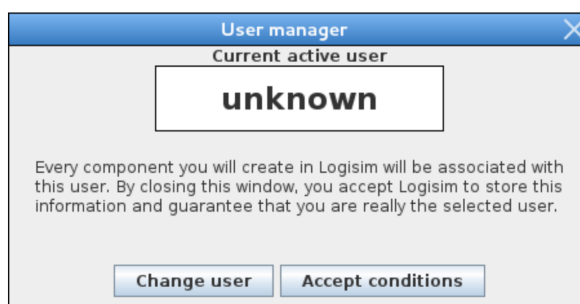 User manager
Current active user
unknown
Every component you will create in Logisim will be associated with
this user. By closing this window, you accept Logisim to store this
information and guarantee that you are really the selected user.
Change user Accept conditions